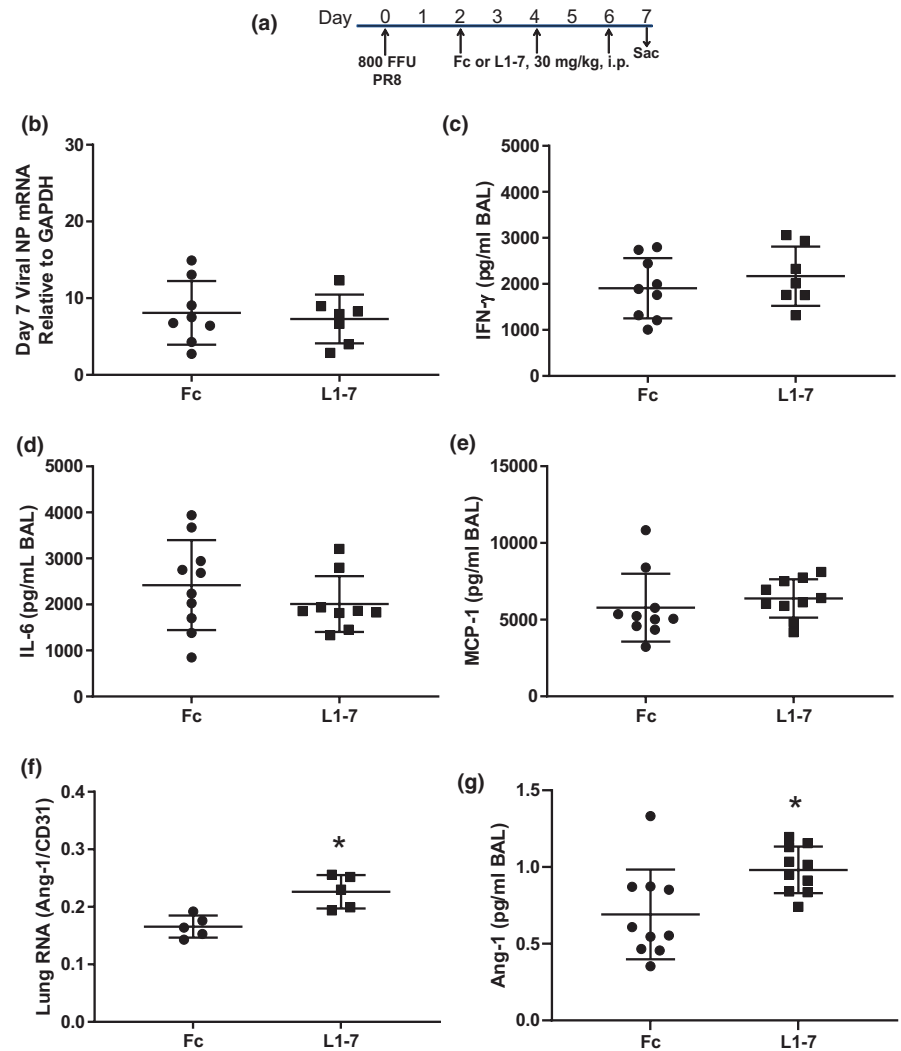 (a)
Day 0 1 2 3 4 5 6 7
800 FFU
PR8
Fc or L1-7, 30 mg/kg, i.p.
Sac
(b)
Day 7 Viral NP mRNA
Relative to GAPDH
30
20
10
0
Fc L1-7
(c)
IFN-γ (pg/ml BAL)
5000
4000
3000
2000
1000
0
Fc L1-7
(d)
IL-6 (pg/mL BAL)
5000
4000
3000
2000
1000
0
Fc L1-7
(e)
MCP-1 (pg/ml BAL)
15000
10000
5000
0
Fc L1-7
(f)
Lung RNA (Ang-1/CD31)
0.4
0.3
0.2
0.1
0.0
*
Fc L1-7
(g)
Ang-1 (pg/ml BAL)
1.5
1.0
0.5
0.0
*
Fc L1-7